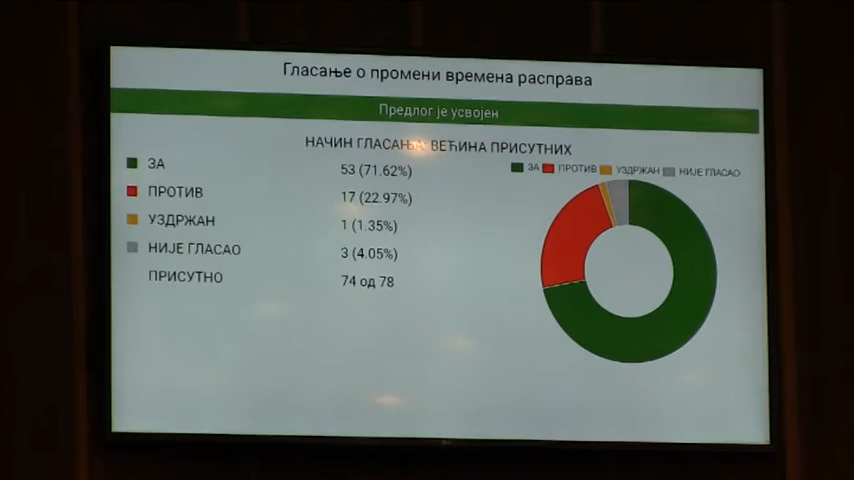 Гласање о промени времена расправа
Предлог је усвојен
НАЧИН ГЛАСАЊА: ВЕЋИНА ПРИСУТНИХ
ЗА 53 (71.62%)
ПРОТИВ 17 (22.97%)
УЗДРЖАН 1 (1.35%)
НИЈЕ ГЛАСАО 3 (4.05%)
ПРИСУТНО 74 од 78
ЗА ПРОТИВ УЗДРЖАН НИЈЕ ГЛАСАО